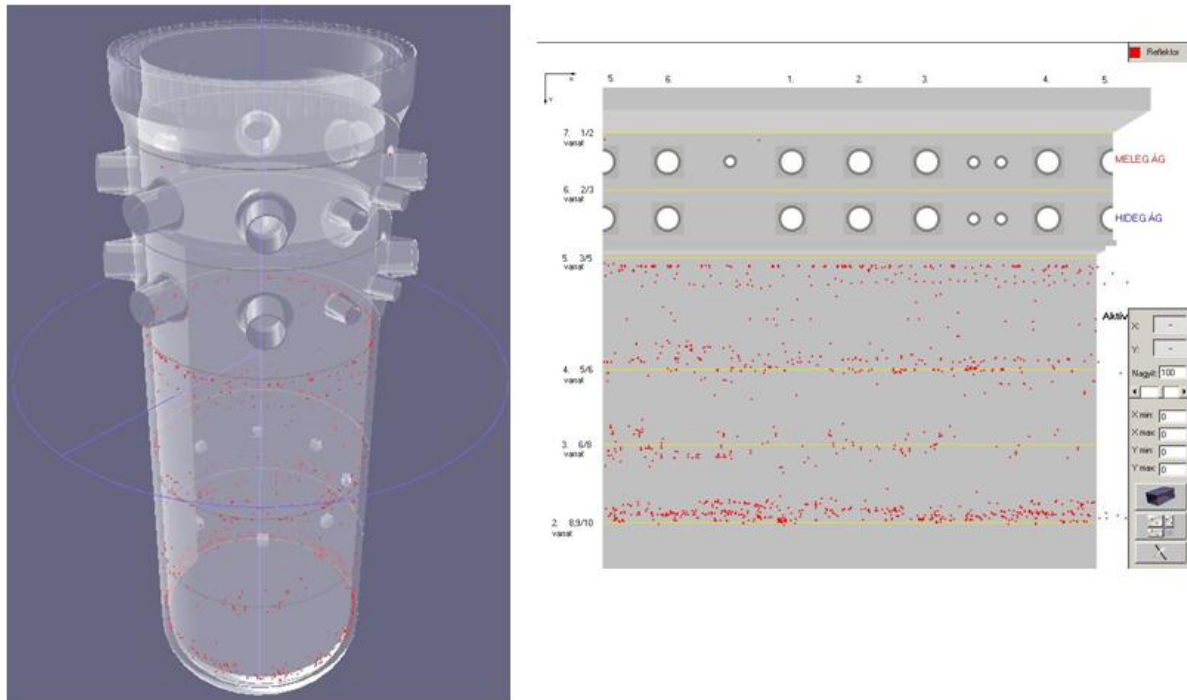 Reflektor
X
Y
5. 6. 1. 2. 3. 4. 5.
7. 1/2
varrat
MELEG ÁG
6. 2/3
varrat
HIDEG ÁG
5. 3/5
varrat
Aktív
X: -
Y: -
4. 5/6
varrat
Nagyít: 100
X min: 0
X max: 0
3. 6/8
varrat
Y min: 0
Y max: 0
2. 8,9/10
varrat